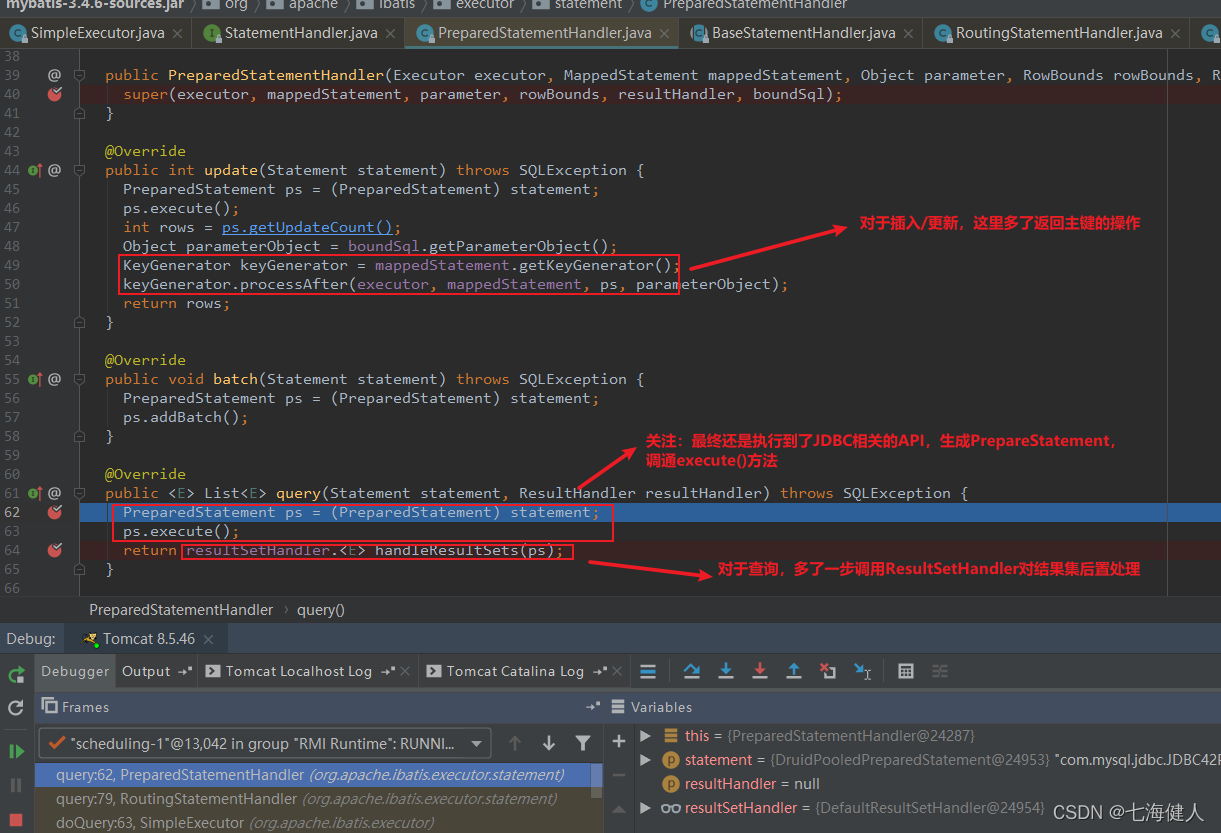 mybatis-3.4.6-sources.jar › org › apache › ibatis › executor › statement › PreparedStatementHandler
SimpleExecutor.java × StatementHandler.java × PreparedStatementHandler.java × BaseStatementHandler.java × RoutingStatementHandler.java ×
38
39 @ public PreparedStatementHandler(Executor executor, MappedStatement mappedStatement, Object parameter, RowBounds rowBounds, R
40 super(executor, mappedStatement, parameter, rowBounds, resultHandler, boundSql);
41 }
42
43 @Override
44 @ public int update(Statement statement) throws SQLException {
45 PreparedStatement ps = (PreparedStatement) statement;
46 ps.execute();
47 int rows = ps.getUpdateCount();
对于插入/更新，这里多了返回主键的操作
48 Object parameterObject = boundSql.getParameterObject();
49 KeyGenerator keyGenerator = mappedStatement.getKeyGenerator();
50 keyGenerator.processAfter(executor, mappedStatement, ps, parameterObject);
51 return rows;
52 }
53
54 @Override
55 @ public void batch(Statement statement) throws SQLException {
56 PreparedStatement ps = (PreparedStatement) statement;
57 ps.addBatch();
58 }
关注：最终还是执行到了JDBC相关的API，生成PrepareStatement，
调通execute()方法
59
60 @Override
61 @ public <E> List<E> query(Statement statement, ResultHandler resultHandler) throws SQLException {
62 PreparedStatement ps = (PreparedStatement) statement;
63 ps.execute();
64 return resultSetHandler.<E> handleResultSets(ps);
对于查询，多了一步调用ResultSetHandler对结果集后置处理
65 }
66
PreparedStatementHandler › query()
Debug: Tomcat 8.5.46 ×
Debugger Output Tomcat Localhost Log × Tomcat Catalina Log ×
Frames Variables
"scheduling-1"@13,042 in group "RMI Runtime": RUNNI...
this = {PreparedStatementHandler@24287}
query:62, PreparedStatementHandler (org.apache.ibatis.executor.statement)
statement = {DruidPooledPreparedStatement@24953} "com.mysql.jdbc.JDBC42P
query:79, RoutingStatementHandler (org.apache.ibatis.executor.statement)
resultHandler = null
doQuery:63, SimpleExecutor (org.apache.ibatis.executor)
resultSetHandler = {DefaultResultSetHandler@24954}
CSDN @七海健人